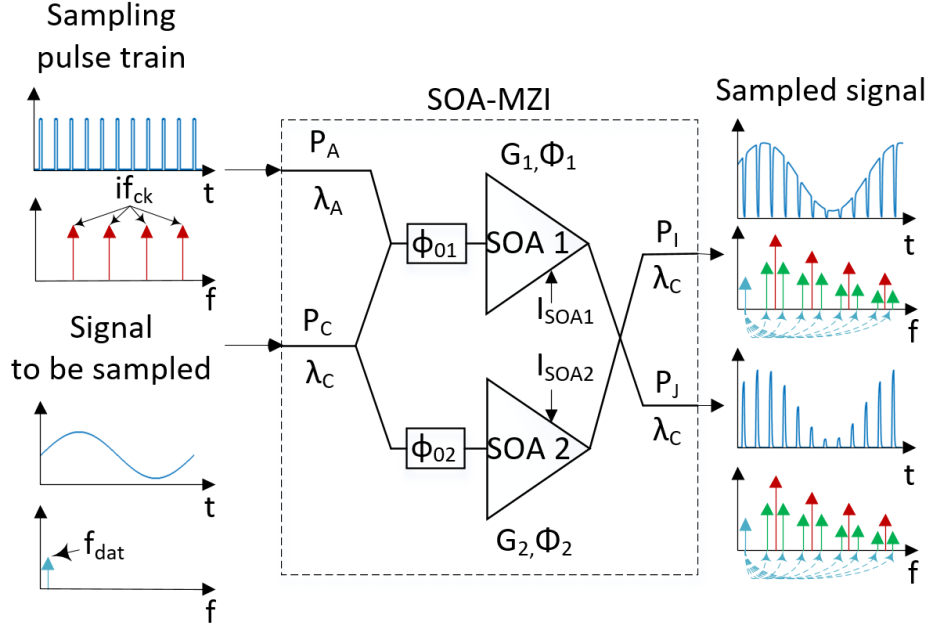 Sampling
pulse train
t
if_ck
f
Signal
to be sampled
t
f_dat
f
SOA-MZI
P_A
λ_A
P_C
λ_C
ϕ_01
ϕ_02
G_1,Φ_1
SOA 1
I_SOA1
I_SOA2
SOA 2
G_2,Φ_2
P_I
λ_C
P_J
λ_C
Sampled signal
t
f
t
f